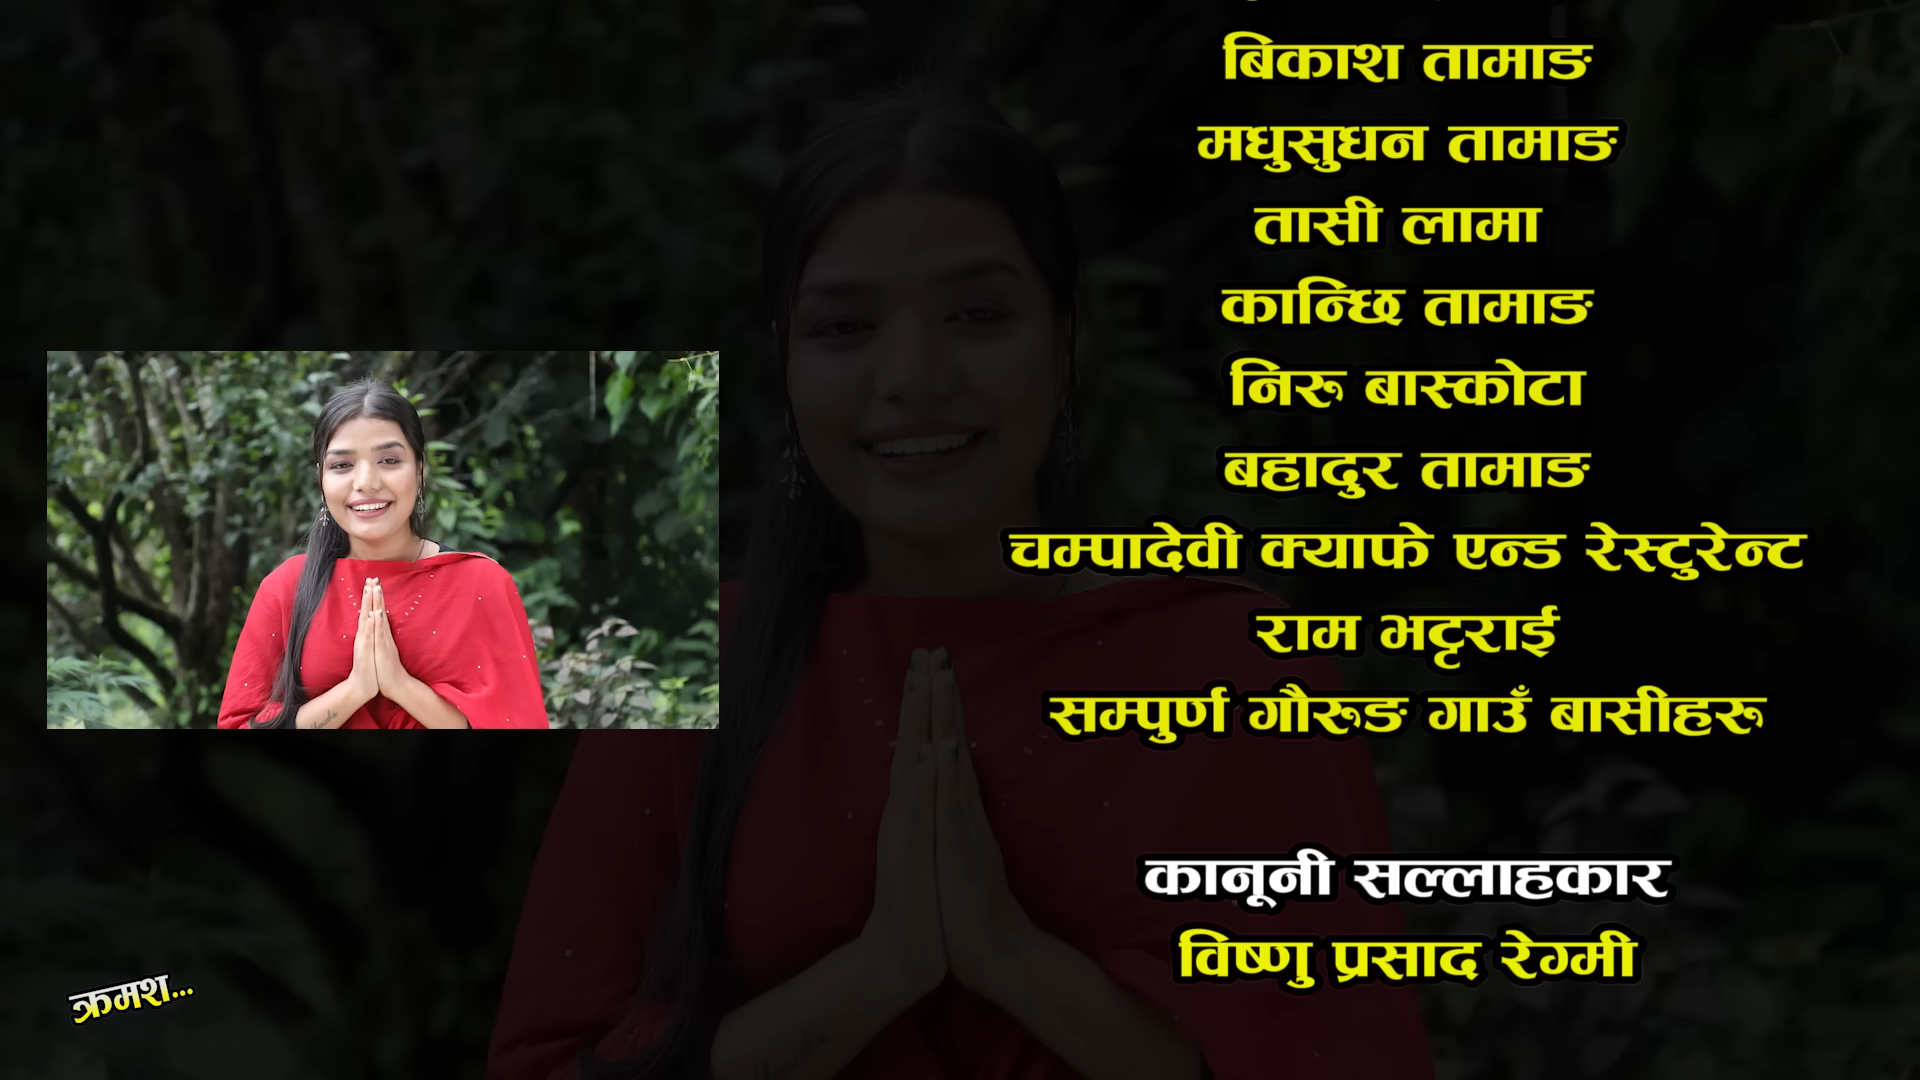 बिकाश तामाङ
मधुसुधन तामाङ
तासी लामा
कान्छि तामाङ
निरु बास्कोटा
बहादुर तामाङ
चम्पादेवी क्याफे एन्ड रेस्टुरेन्ट
राम भट्टराई
सम्पुर्ण गौरुङ गाउँ बासीहरु
कानूनी सल्लाहकार
विष्णु प्रसाद रेग्मी
क्रमश...